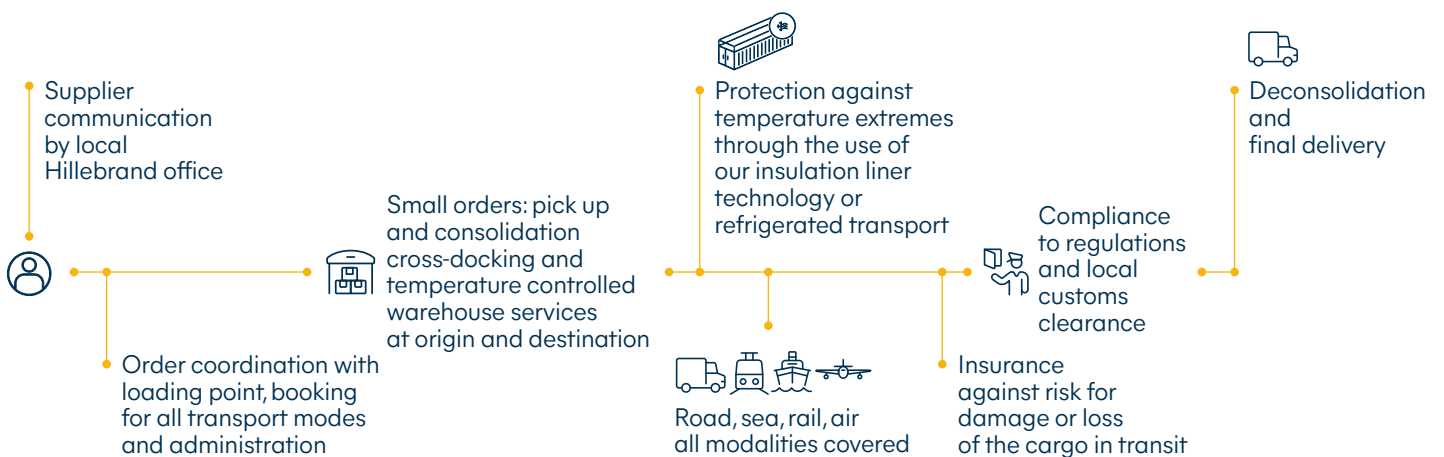 Supplier
communication
by local
Hillebrand office
Order coordination with
loading point, booking
for all transport modes
and administration
Small orders: pick up
and consolidation
cross-docking and
temperature controlled
warehouse services
at origin and destination
Protection against
temperature extremes
through the use of
our insulation liner
technology or
refrigerated transport
Road, sea, rail, air
all modalities covered
Insurance
against risk for
damage or loss
of the cargo in transit
Compliance
to regulations
and local
customs
clearance
Deconsolidation
and
final delivery